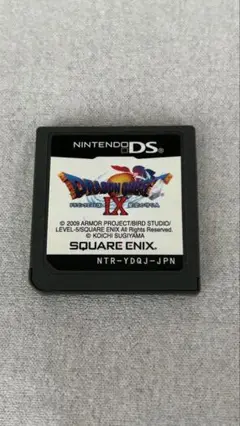 NINTENDO DS
DRAGON QUEST
IX
© 2009 ARMOR PROJECT/BIRD STUDIO/
LEVEL-5/SQUARE ENIX All Rights Reserved.
© KOICHI SUGIYAMA
SQUARE ENIX
NTR-YDQJ-JPN